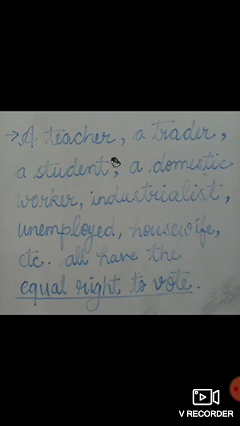 → A teacher, a trader,
a student, a domestic
worker, industrialist,
unemployed, housewife,
etc. all have the
equal right to vote.
V RECORDER